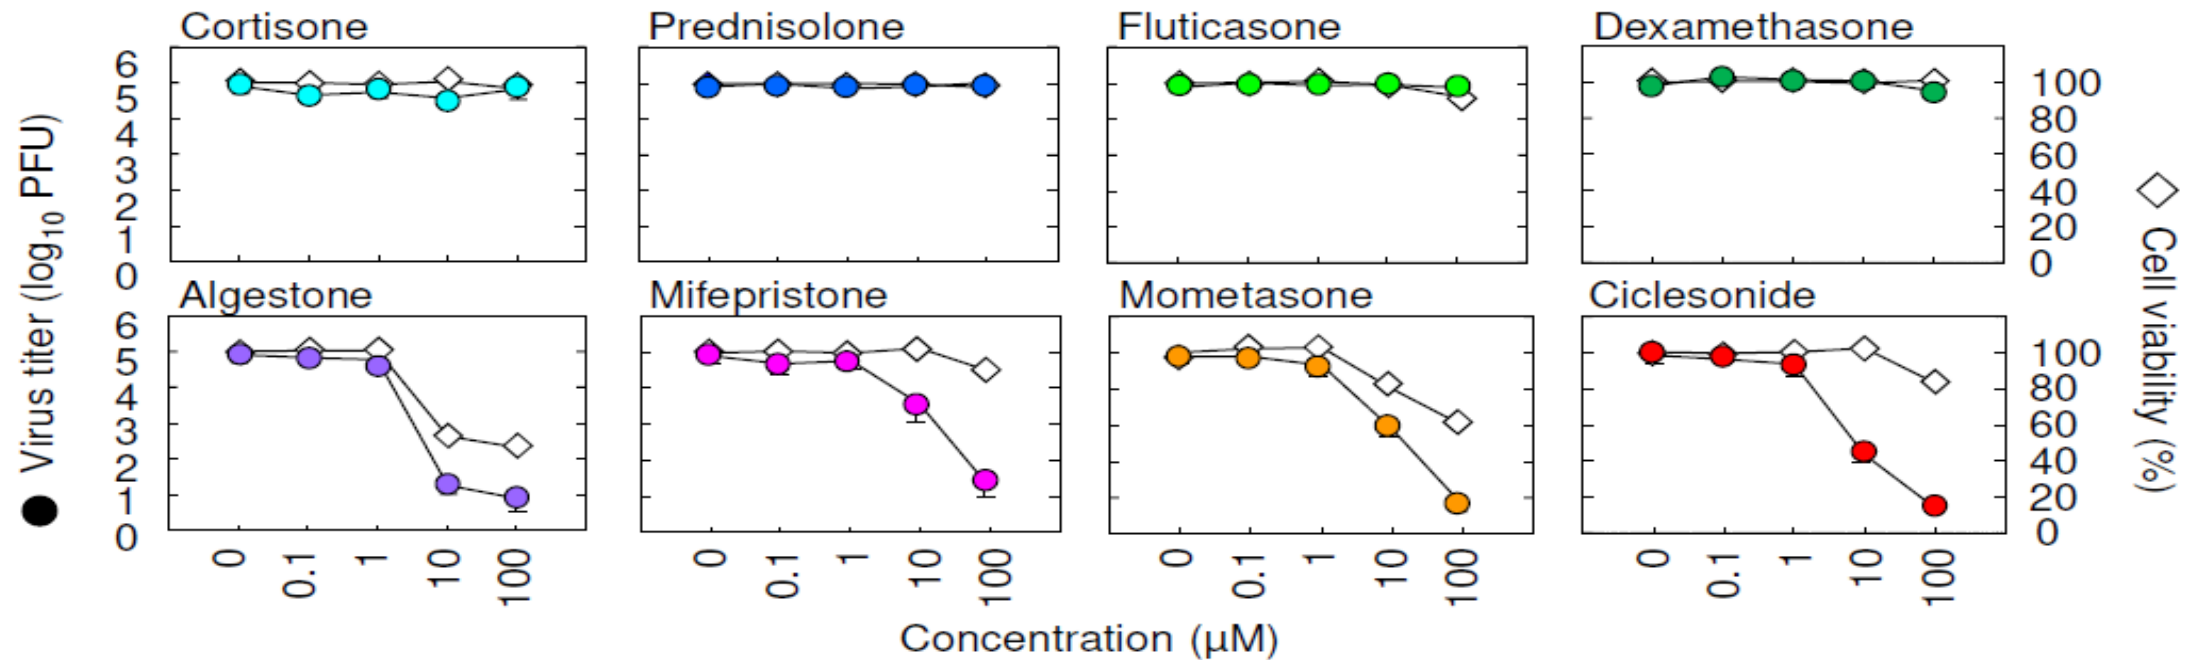 Cortisone
Prednisolone
Fluticasone
Dexamethasone
Virus titer (log10 PFU)
6
5
4
3
2
1
0
100
80
60
40
20
0
Cell viability (%)
Algestone
Mifepristone
Mometasone
Ciclesonide
6
5
4
3
2
1
0
100
80
60
40
20
0
0 0.1 1 10 100
0 0.1 1 10 100
0 0.1 1 10 100
0 0.1 1 10 100
Concentration (μM)